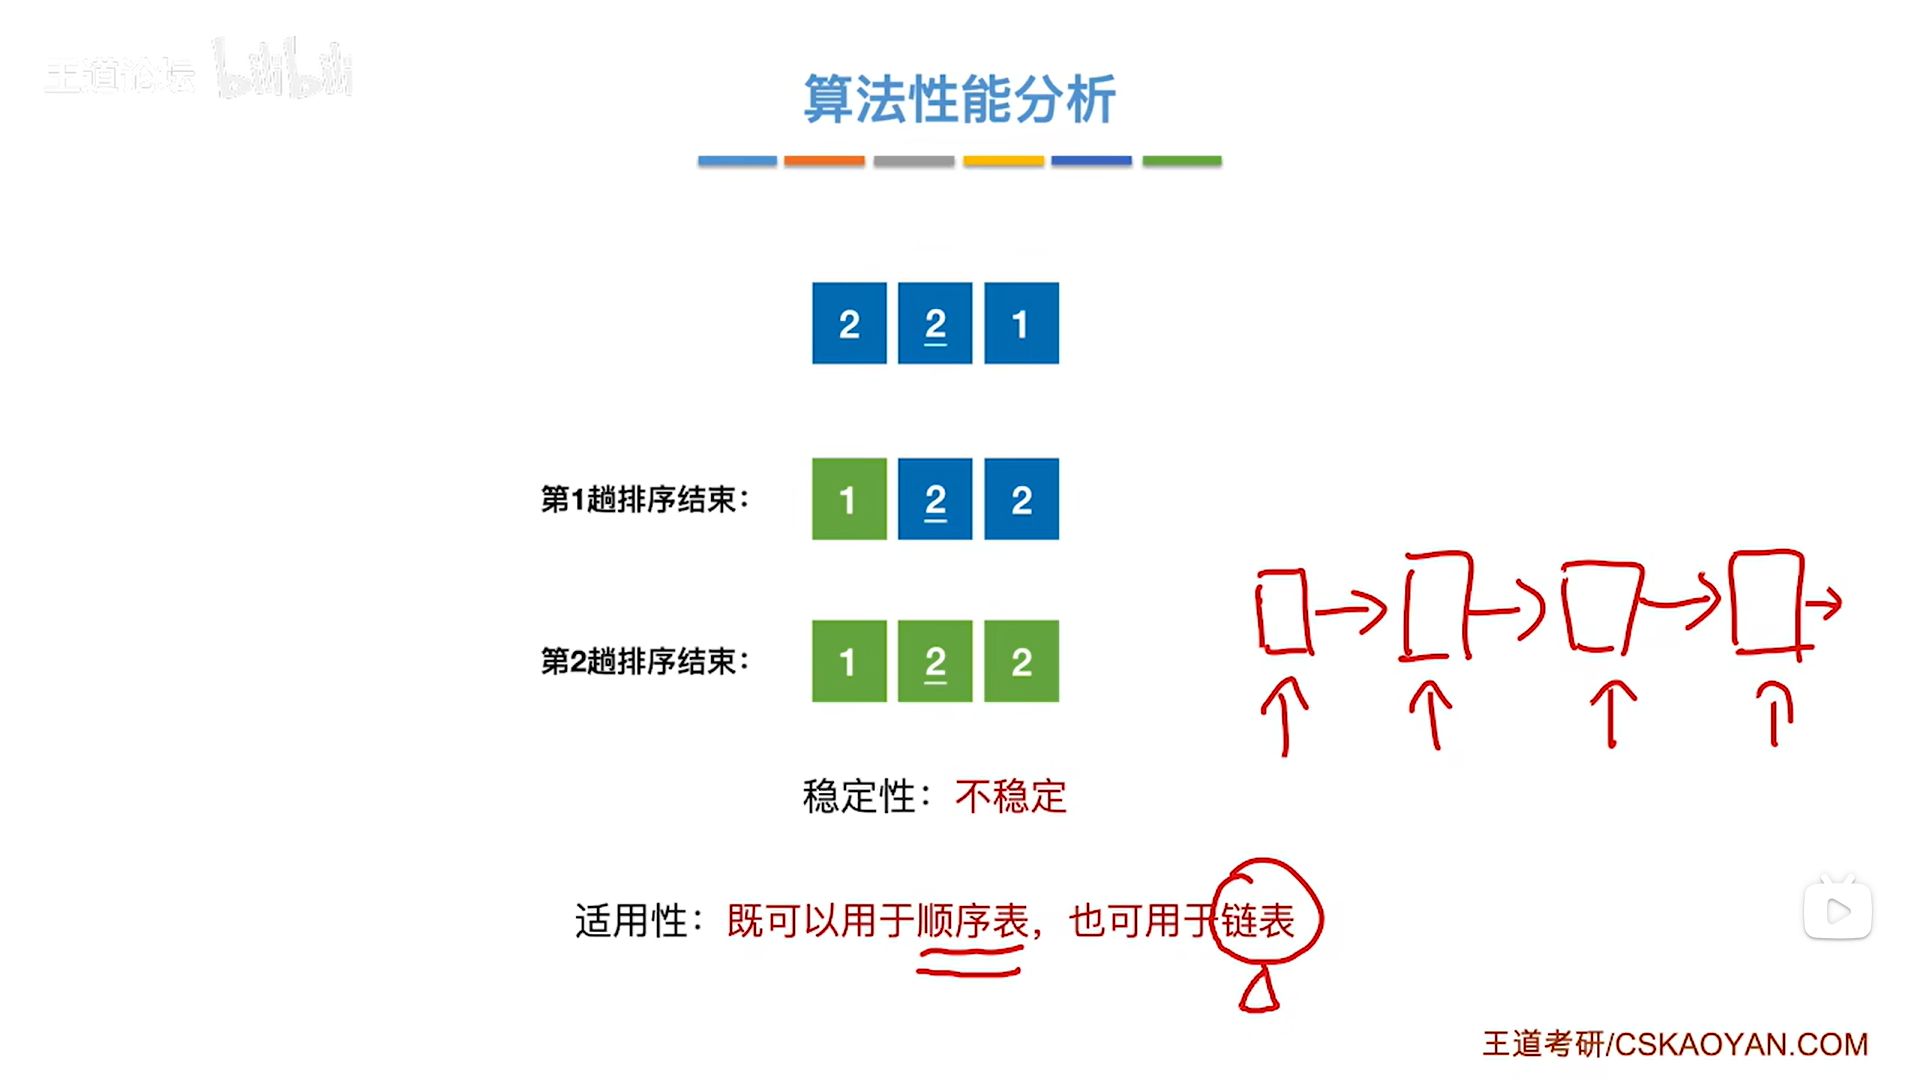 王道论坛 bilibili
算法性能分析
2 2 1
第1趟排序结束： 1 2 2
第2趟排序结束： 1 2 2
稳定性：不稳定
适用性：既可以用于顺序表，也可用于链表
王道考研/CSKAOYAN.COM